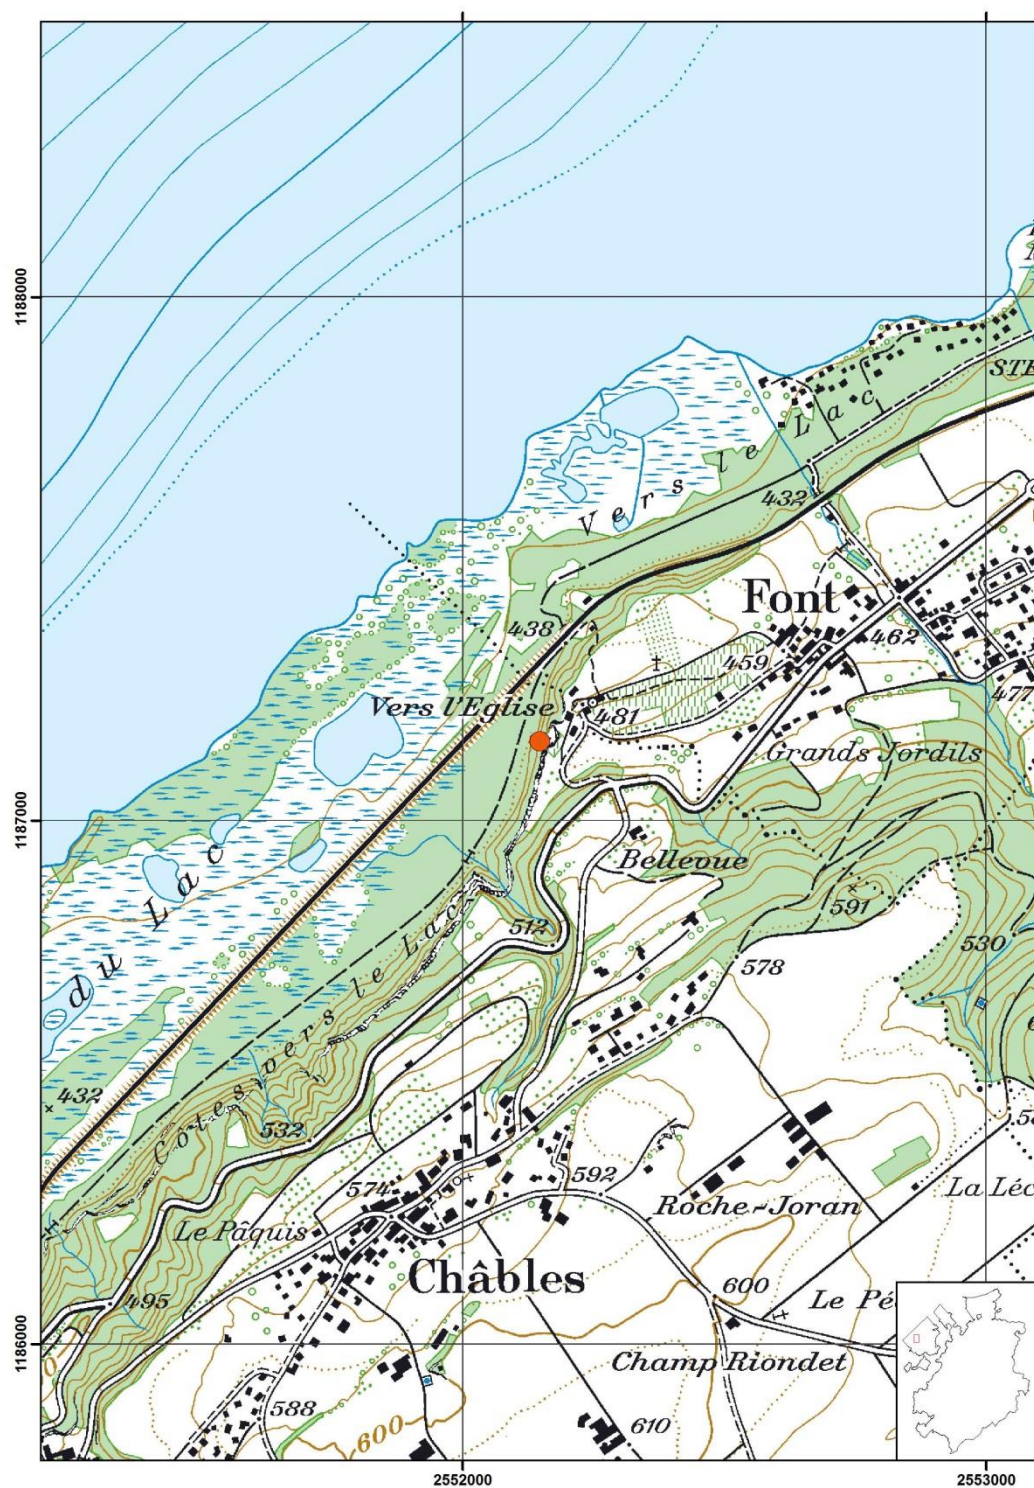 1188000
STE
Vers le Lac
432
Font
438
462
459
477
Vers l'Eglise
481
Grands Jordils
1187000
Bellevue
591
512
530
578
du Lac
432
Côtes vers le Lac
532
574
592
La Léc
Roche-Joran
Le Pâquis
Châbles
495
600
Le Pé
1186000
Champ Riondet
588
600
610
2552000
2553000